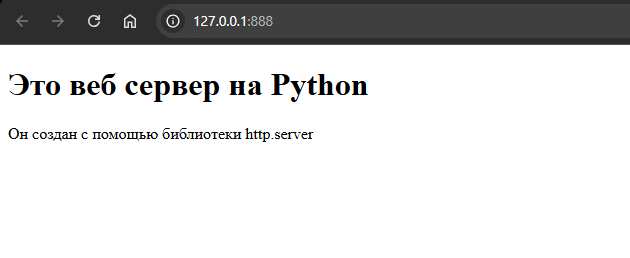 127.0.0.1:888
Это веб сервер на Python
Он создан с помощью библиотеки http.server